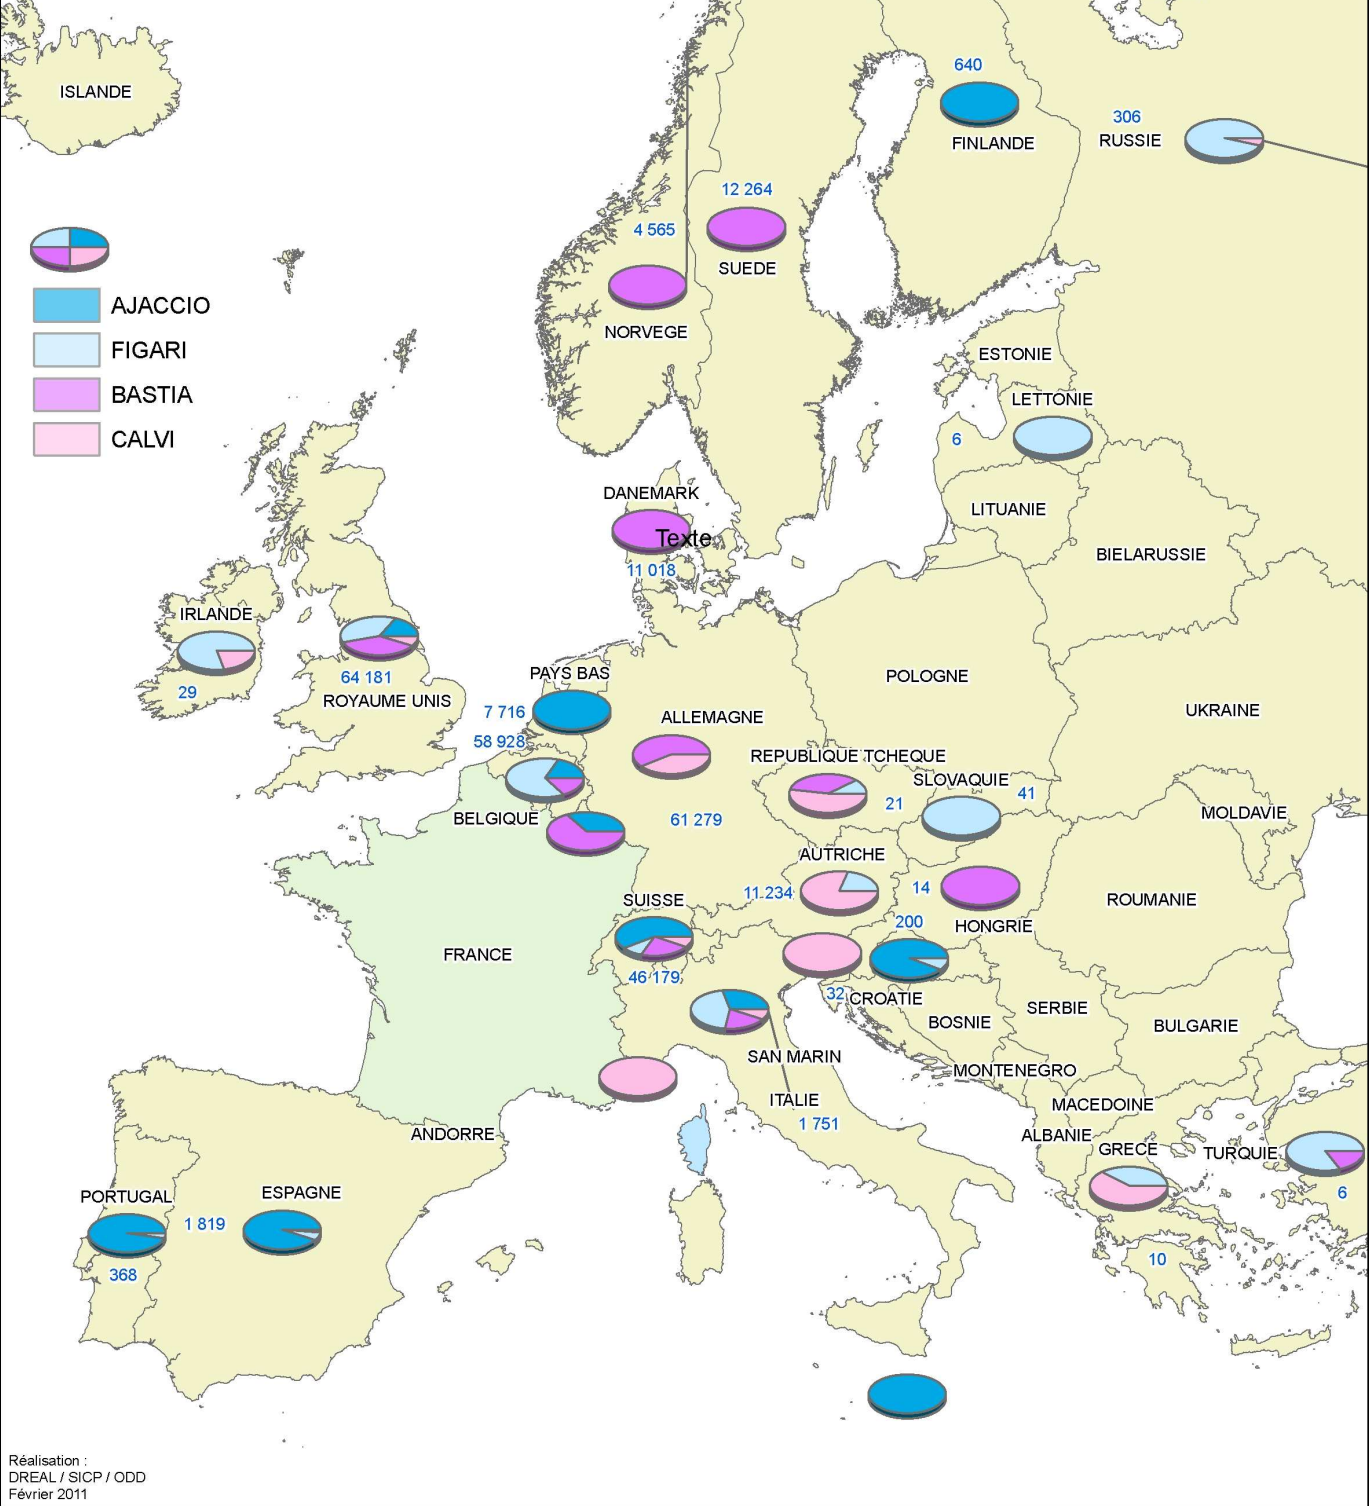 ISLANDE
640
FINLANDE
306
RUSSIE
12 264
SUEDE
4 565
NORVEGE
AJACCIO
FIGARI
BASTIA
CALVI
ESTONIE
LETTONIE
6
LITUANIE
DANEMARK
Texte
11 018
BIELARUSSIE
IRLANDE
29
64 181
ROYAUME UNIS
PAYS BAS
7 716
58 928
BELGIQUE
ALLEMAGNE
61 279
POLOGNE
UKRAINE
REPUBLIQUE TCHEQUE
21
SLOVAQUIE
41
MOLDAVIE
AUTRICHE
11 234
14
HONGRIE
ROUMANIE
SUISSE
46 179
FRANCE
200
32
CROATIE
BOSNIE
SERBIE
BULGARIE
SAN MARIN
ITALIE
1 751
MONTENEGRO
MACEDOINE
ALBANIE
GRECE
10
TURQUIE
6
ANDORRE
PORTUGAL
368
ESPAGNE
1 819
Réalisation :
DREAL / SICP / ODD
Février 2011